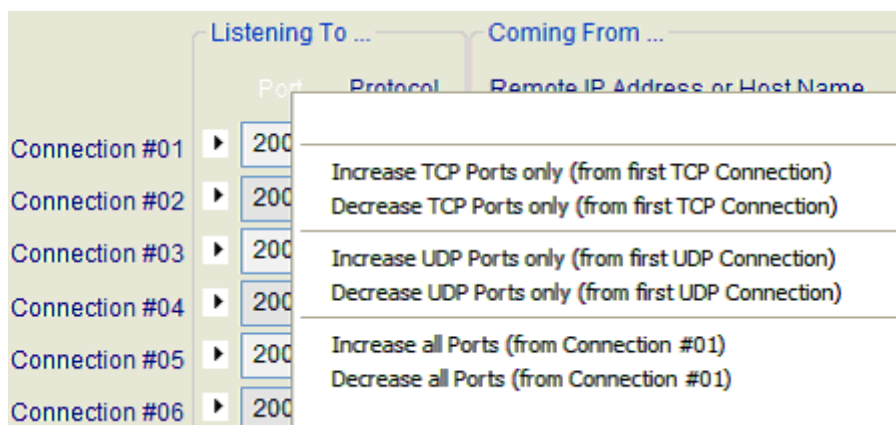 Listening To ... Coming From ...
Port Protocol Remote IP Address or Host Name
Connection #01 200
Increase TCP Ports only (from first TCP Connection)
Connection #02 200
Decrease TCP Ports only (from first TCP Connection)
Connection #03 200
Increase UDP Ports only (from first UDP Connection)
Decrease UDP Ports only (from first UDP Connection)
Connection #04 200
Increase all Ports (from Connection #01)
Connection #05 200
Decrease all Ports (from Connection #01)
Connection #06 200